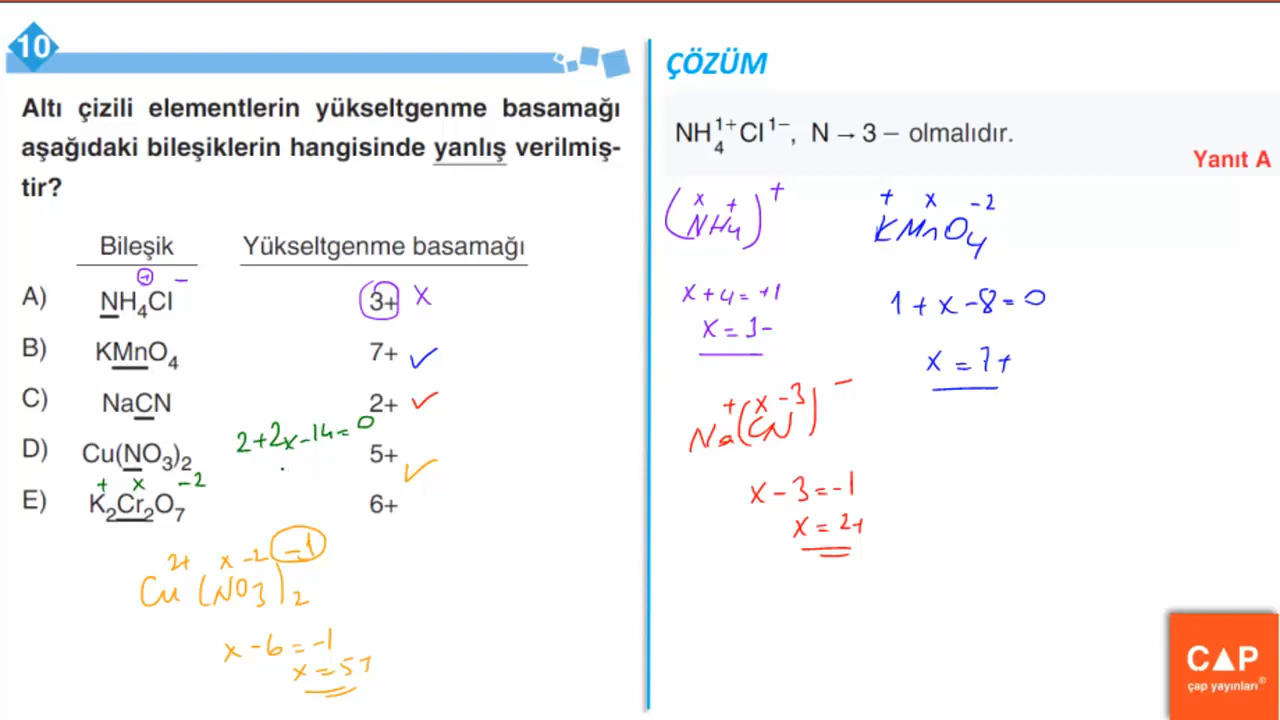 10
Altı çizili elementlerin yükseltgenme basamağı
aşağıdaki bileşiklerin hangisinde yanlış verilmiş-
tir?
Bileşik Yükseltgenme basamağı
+ -
A) NH4Cl 3+ x
B) KMnO4 7+ ✓
C) NaCN 2+ ✓
2+2x-14=0
D) Cu(NO3)2 5+ ✓
+ x -2
E) K2Cr2O7 6+
2+ x -2 -1
Cu (NO3)2
x-6=-1
x=5+
ÇÖZÜM
NH4^1+ Cl^1–, N → 3 – olmalıdır.
Yanıt A
x + +
(NH4)
x+4=+1
x=3-
+ x -2
KMnO4
1+x-8=0
x=7+
+ x -3 -
Na(CN)
x-3=-1
x=2+
CAP
çap yayınları©